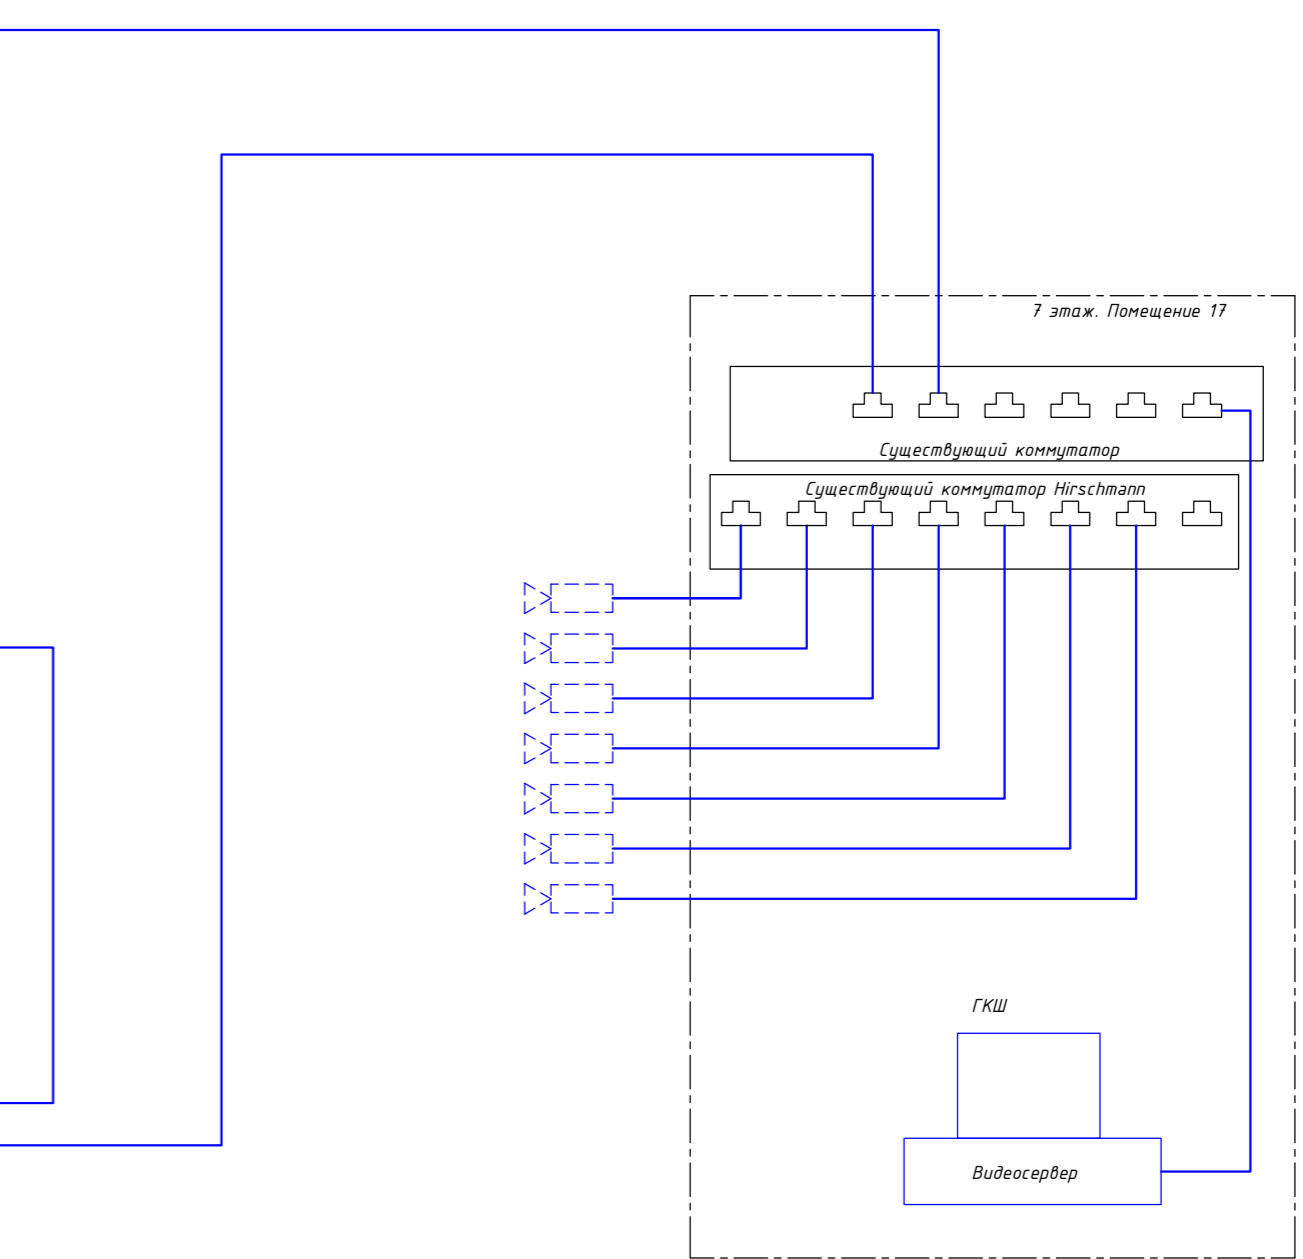 7 этаж. Помещение 17
Существующий коммутатор
Существующий коммутатор Hirschmann
ГКШ
Видеосервер